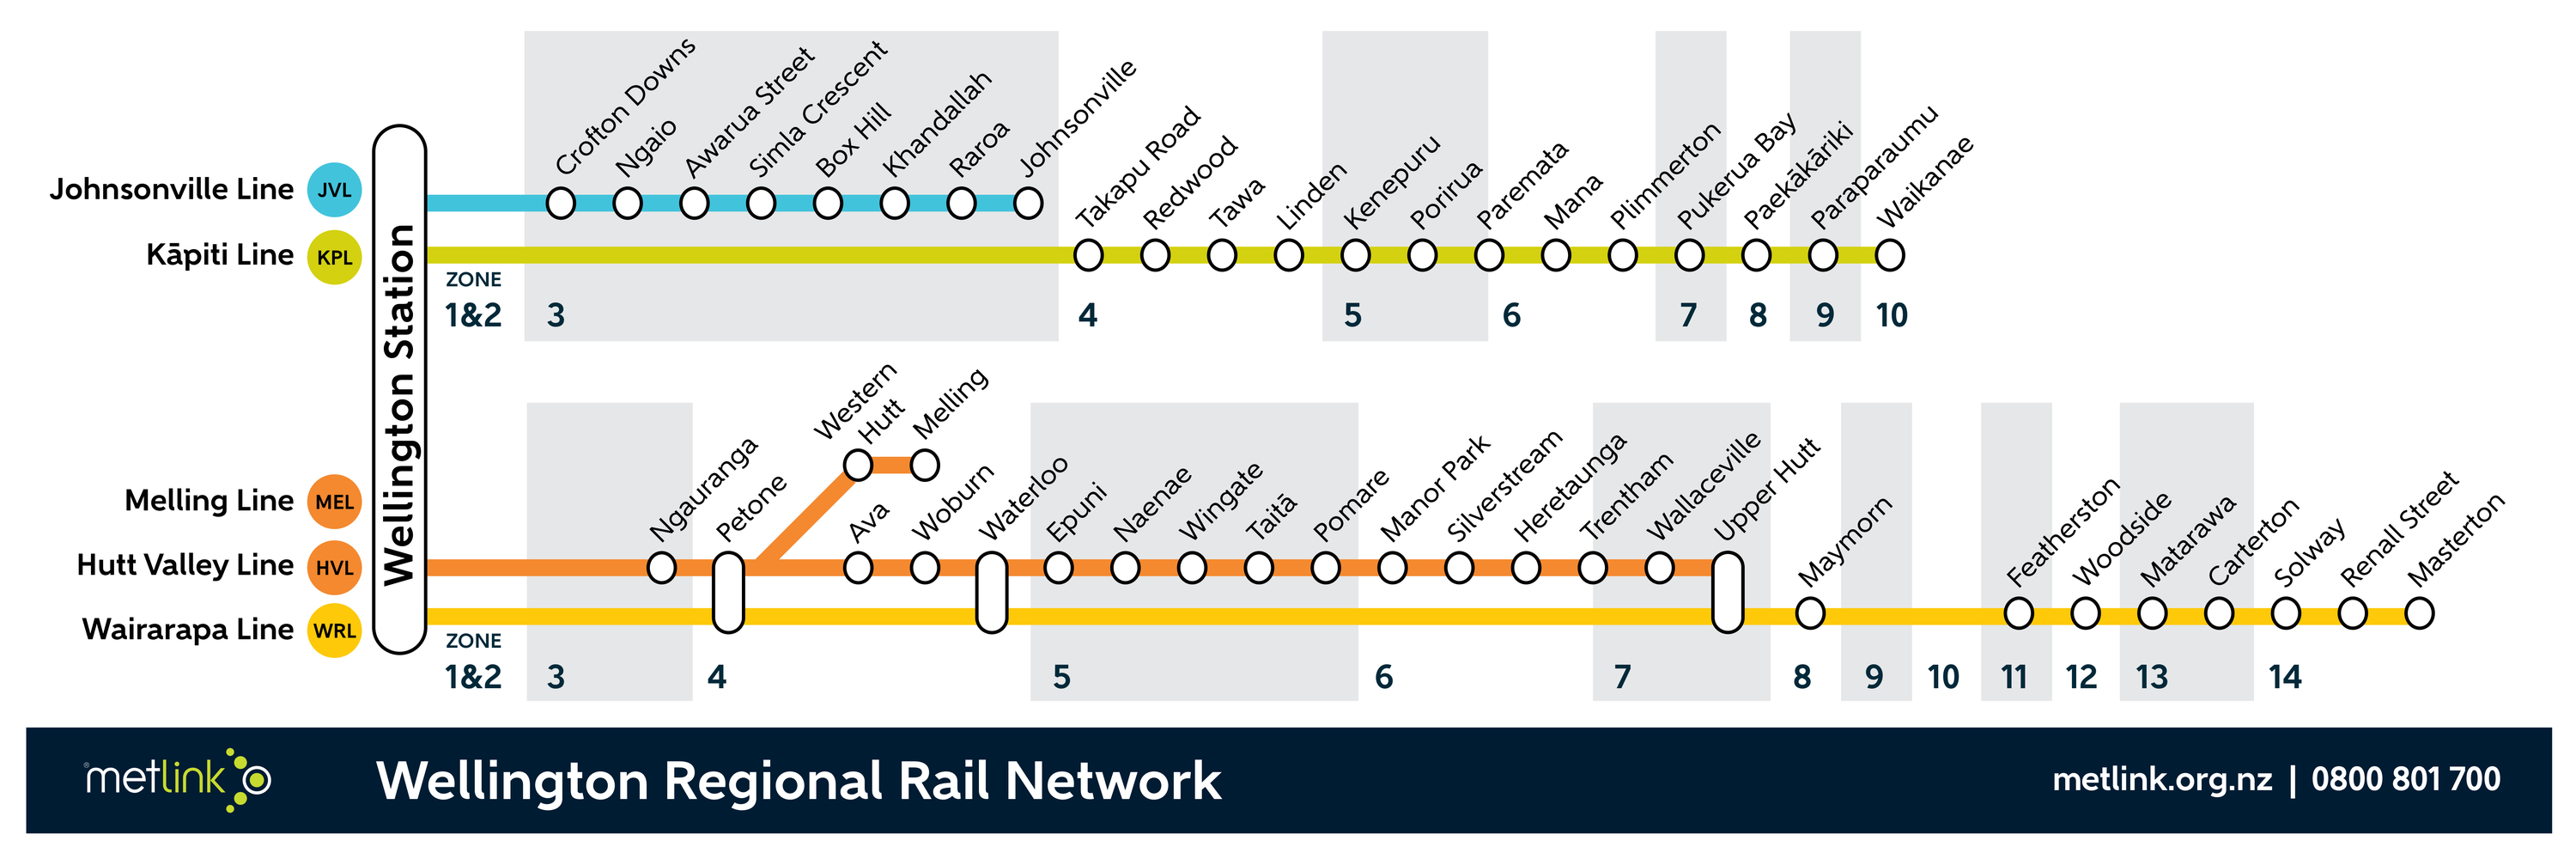 Johnsonville Line JVL
Kāpiti Line KPL
Wellington Station
Crofton Downs
Ngaio
Awarua Street
Simla Crescent
Box Hill
Khandallah
Raroa
Johnsonville
Takapu Road
Redwood
Tawa
Linden
Kenepuru
Porirua
Paremata
Mana
Plimmerton
Pukerua Bay
Paekākāriki
Paraparaumu
Waikanae
ZONE
1&2 3 4 5 6 7 8 9 10
Melling Line MEL
Hutt Valley Line HVL
Wairarapa Line WRL
Ngauranga
Petone
Western
Hutt
Melling
Ava
Woburn
Waterloo
Epuni
Naenae
Wingate
Taitā
Pomare
Manor Park
Silverstream
Heretaunga
Trentham
Wallaceville
Upper Hutt
Maymorn
Featherston
Woodside
Matarawa
Carterton
Solway
Renall Street
Masterton
ZONE
1&2 3 4 5 6 7 8 9 10 11 12 13 14
metlink Wellington Regional Rail Network metlink.org.nz | 0800 801 700